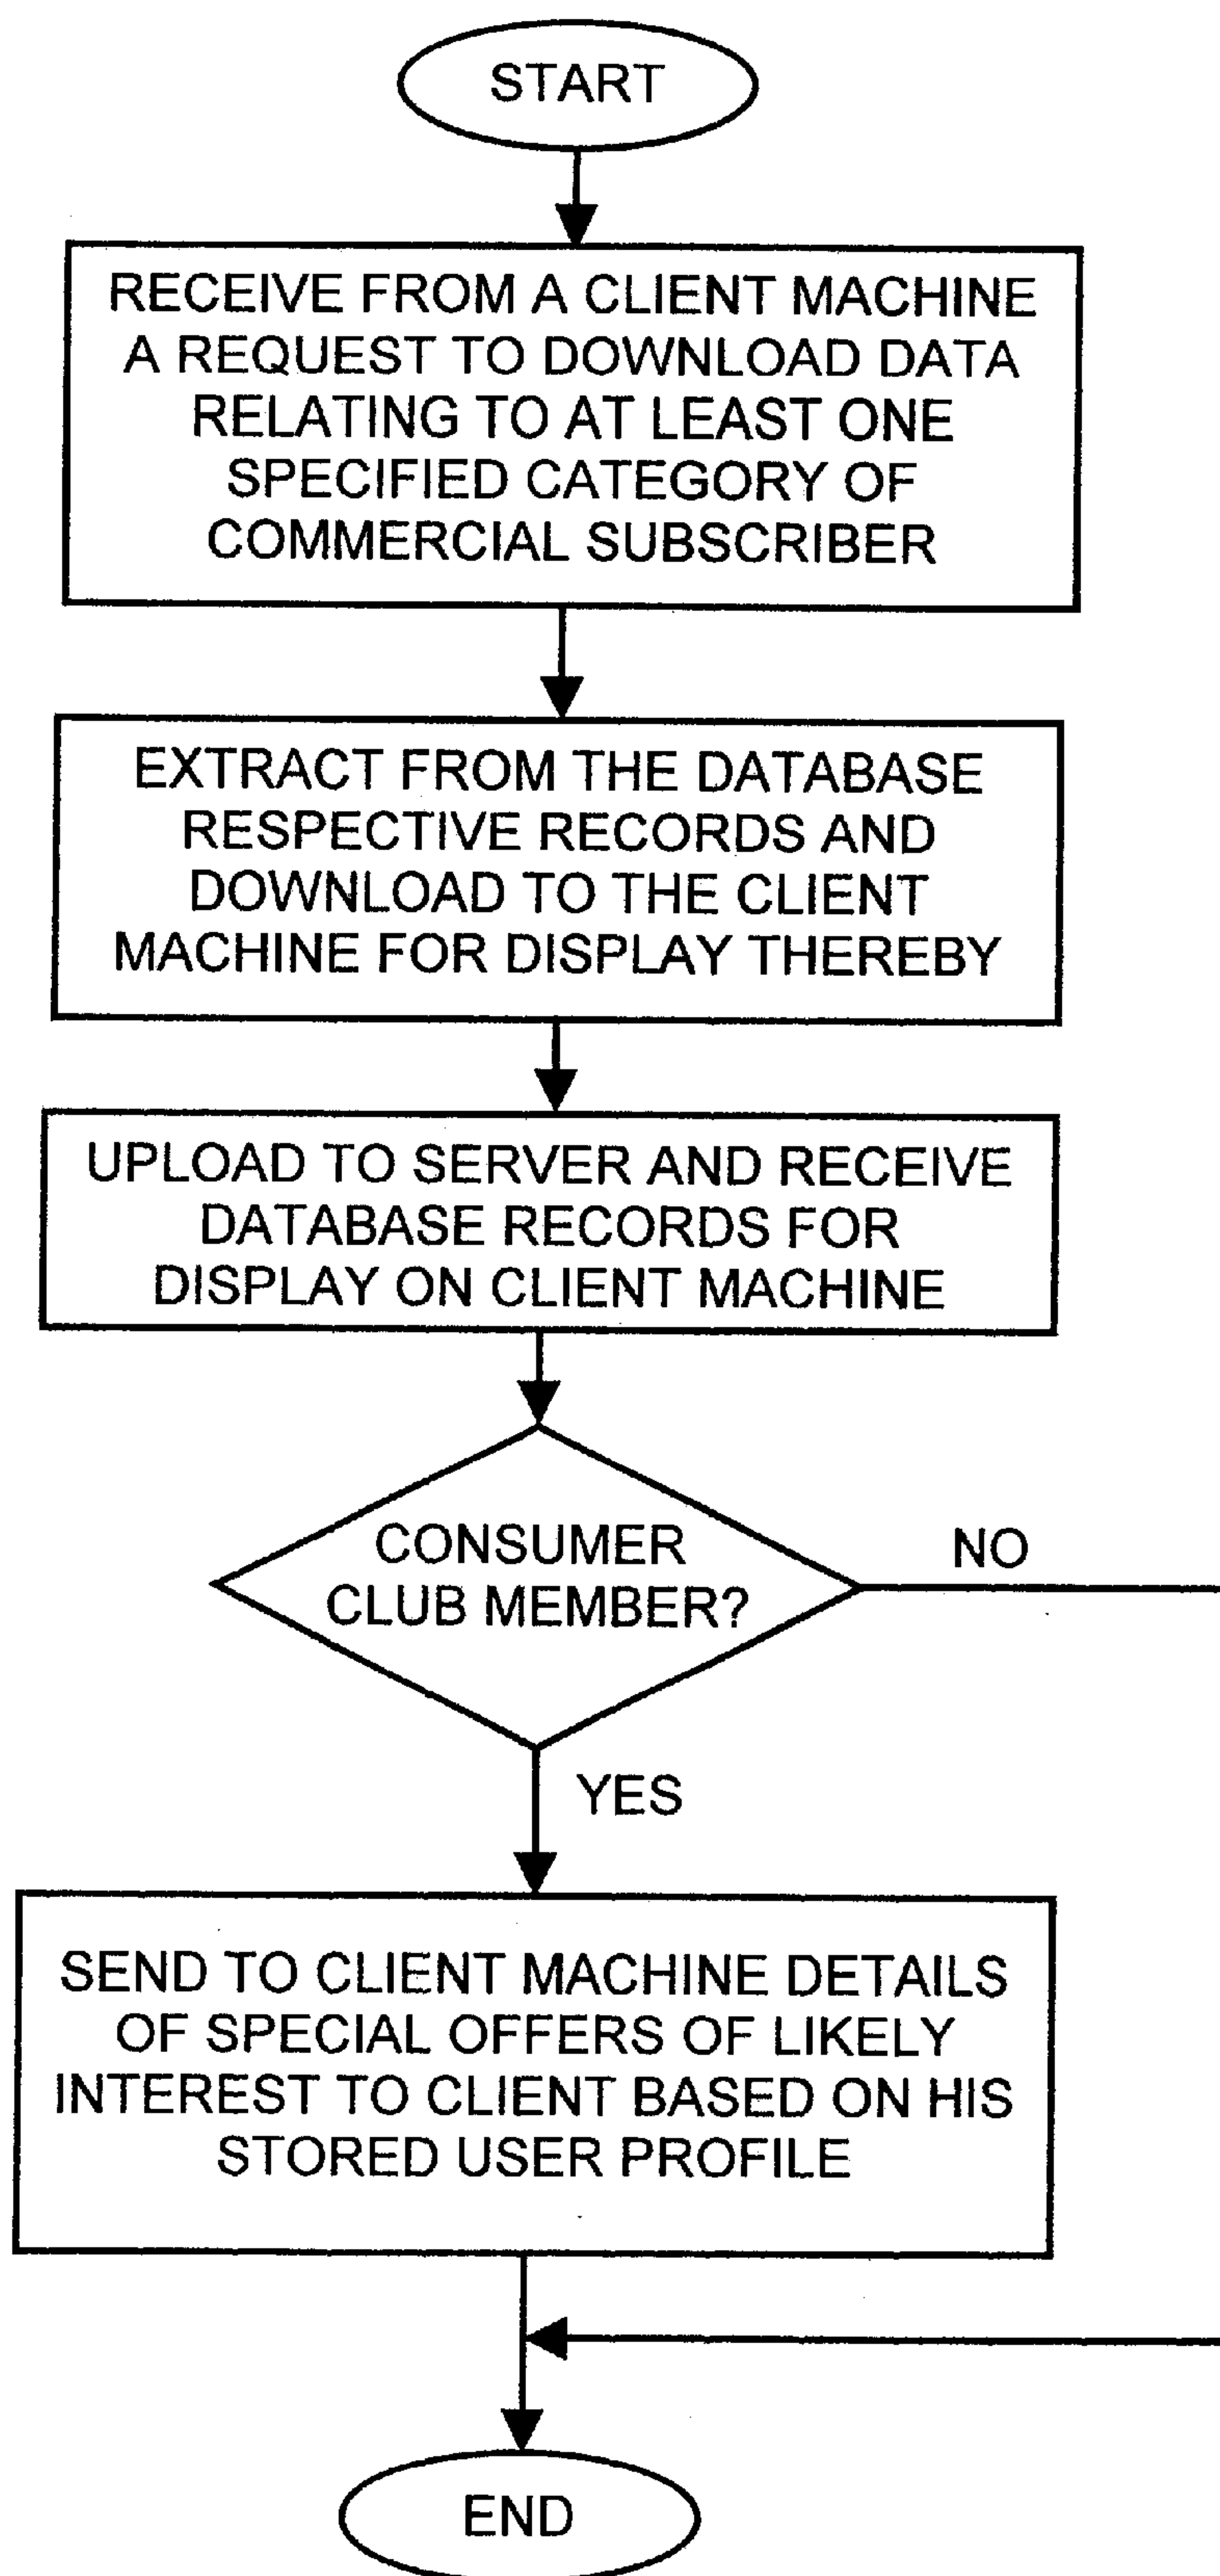 START
RECEIVE FROM A CLIENT MACHINE
A REQUEST TO DOWNLOAD DATA
RELATING TO AT LEAST ONE
SPECIFIED CATEGORY OF
COMMERCIAL SUBSCRIBER
EXTRACT FROM THE DATABASE
RESPECTIVE RECORDS AND
DOWNLOAD TO THE CLIENT
MACHINE FOR DISPLAY THEREBY
UPLOAD TO SERVER AND RECEIVE
DATABASE RECORDS FOR
DISPLAY ON CLIENT MACHINE
CONSUMER
CLUB MEMBER?
NO
YES
SEND TO CLIENT MACHINE DETAILS
OF SPECIAL OFFERS OF LIKELY
INTEREST TO CLIENT BASED ON HIS
STORED USER PROFILE
END